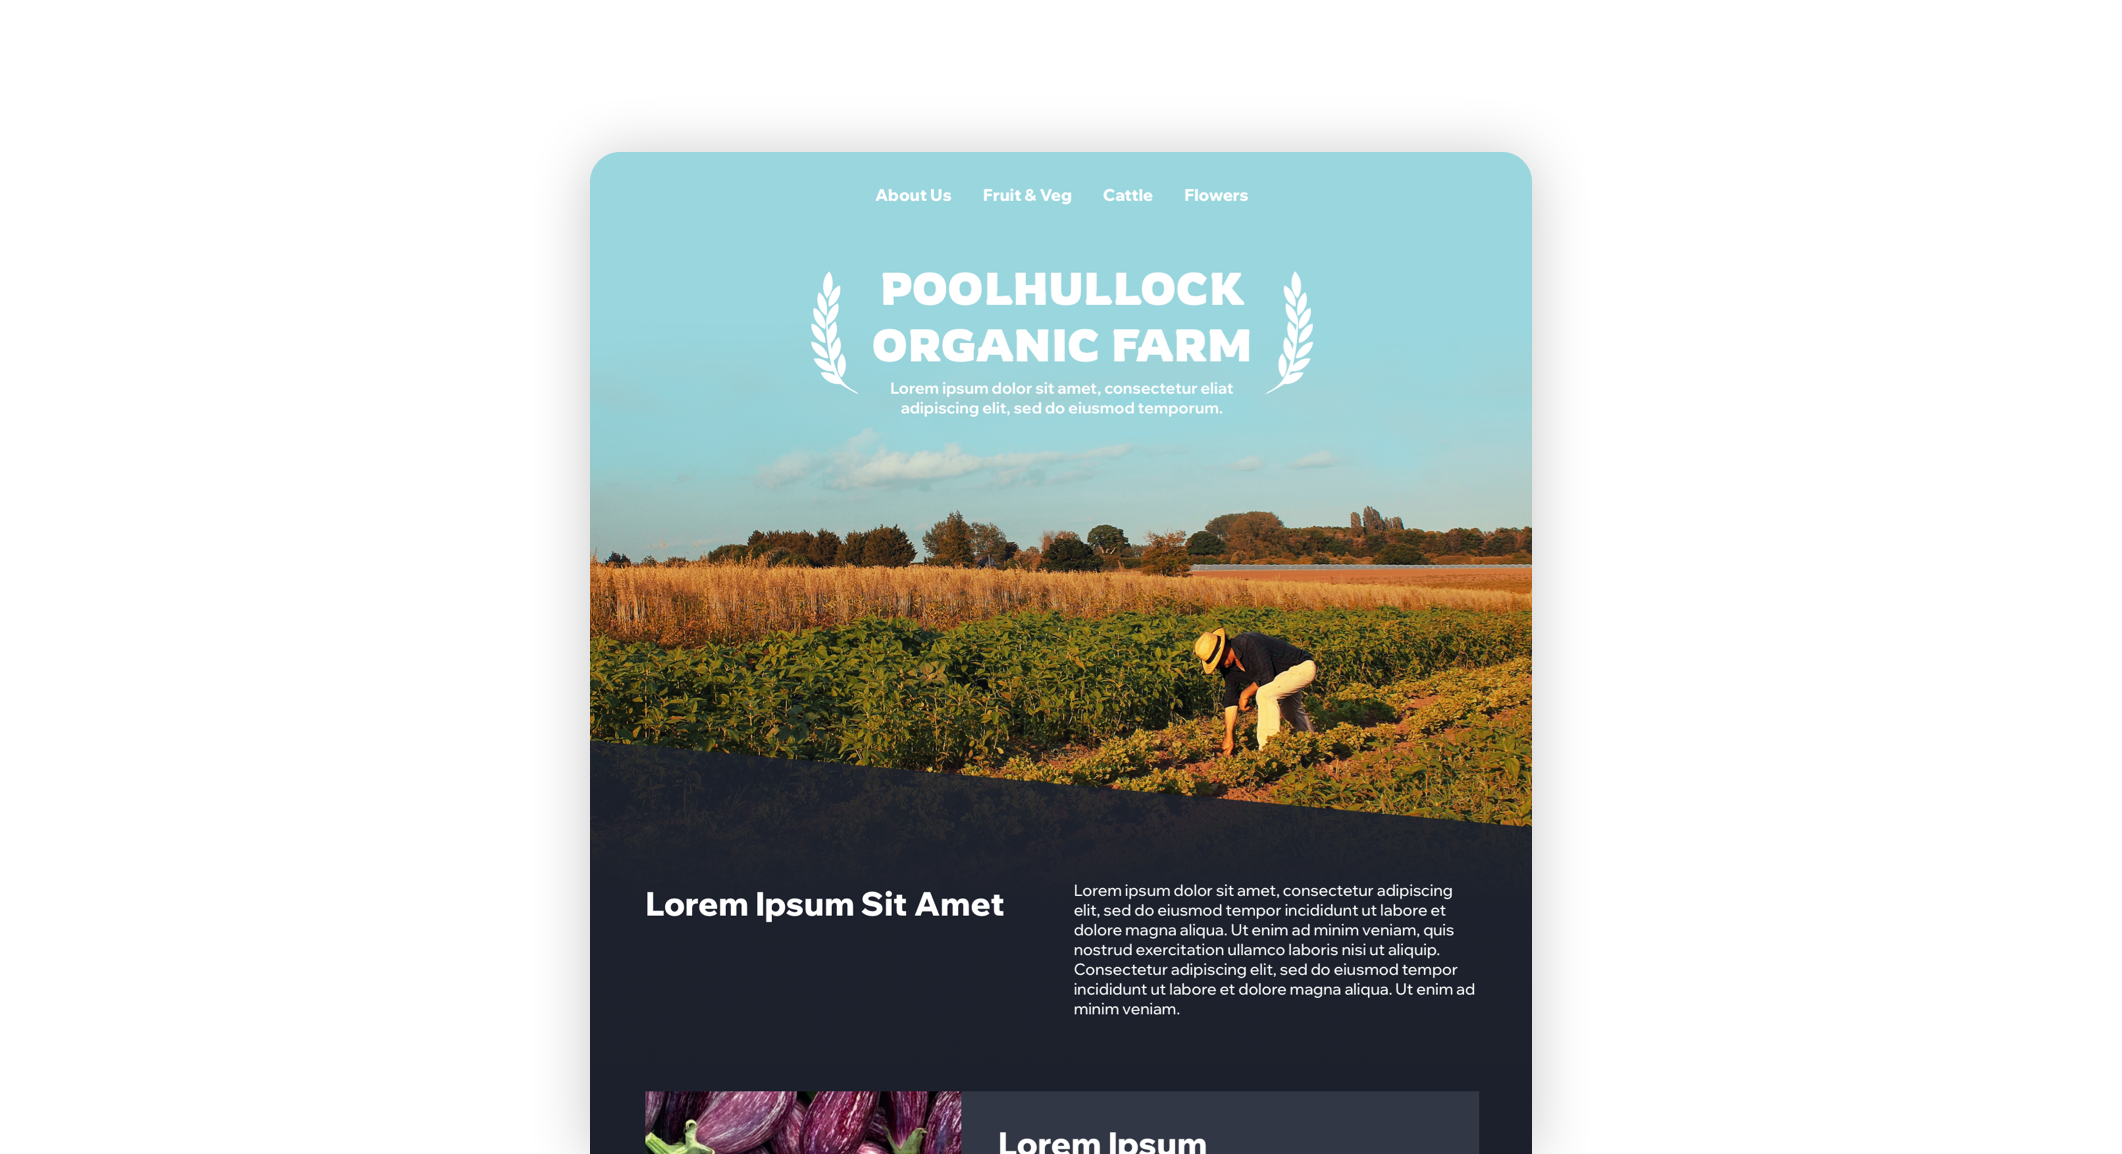 About Us Fruit & Veg Cattle Flowers
POOLHULLOCK
ORGANIC FARM
Lorem ipsum dolor sit amet, consectetur eliat
adipiscing elit, sed do eiusmod temporum.
Lorem Ipsum Sit Amet
Lorem ipsum dolor sit amet, consectetur adipiscing
elit, sed do eiusmod tempor incididunt ut labore et
dolore magna aliqua. Ut enim ad minim veniam, quis
nostrud exercitation ullamco laboris nisi ut aliquip.
Consectetur adipiscing elit, sed do eiusmod tempor
incididunt ut labore et dolore magna aliqua. Ut enim ad
minim veniam.
Lorem Ipsum